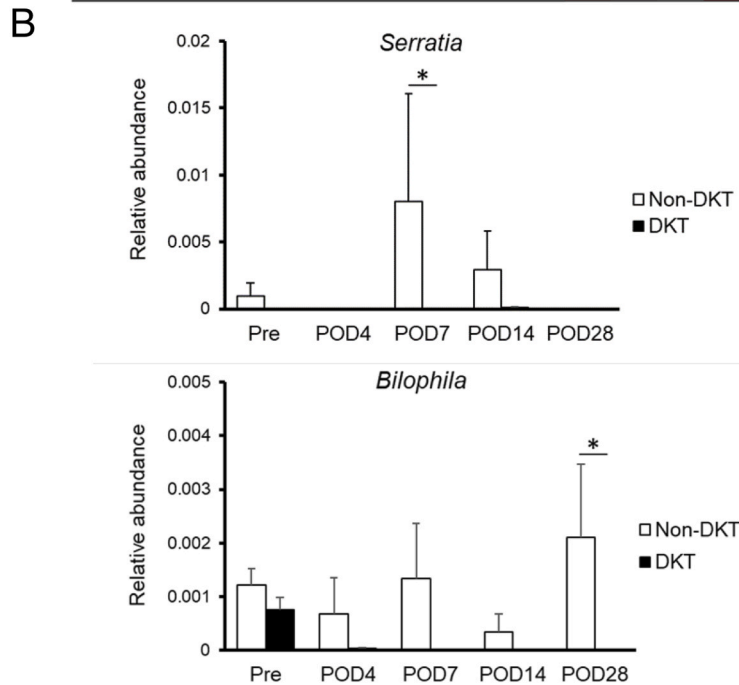 B
Serratia
Relative abundance
0.02
0.015
0.01
0.005
0
*
Non-DKT
DKT
Pre POD4 POD7 POD14 POD28
Bilophila
Relative abundance
0.005
0.004
0.003
0.002
0.001
0
*
Non-DKT
DKT
Pre POD4 POD7 POD14 POD28